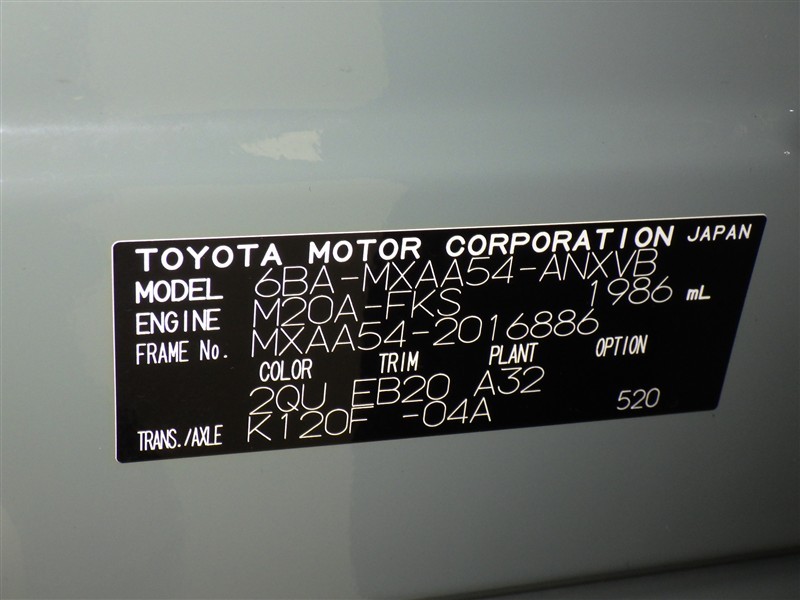 TOYOTA MOTOR CORPORATION JAPAN
MODEL 6BA-MXAA54-ANXVB
ENGINE M20A-FKS 1986 mL
FRAME No. MXAA54-2016886
COLOR TRIM PLANT OPTION
2QU EB20 A32
TRANS./AXLE K120F -04A 520